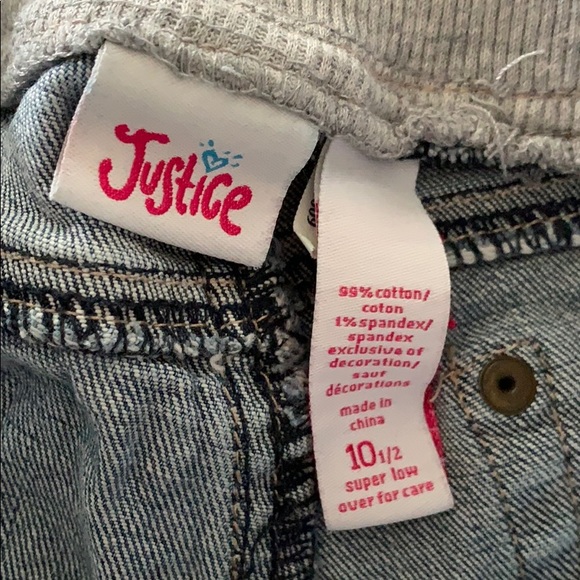 Justice
99% cotton/
coton
1% spandex/
spandex
exclusive of
decoration/
sauf
décorations
made in
china
10 1/2
super low
over for care